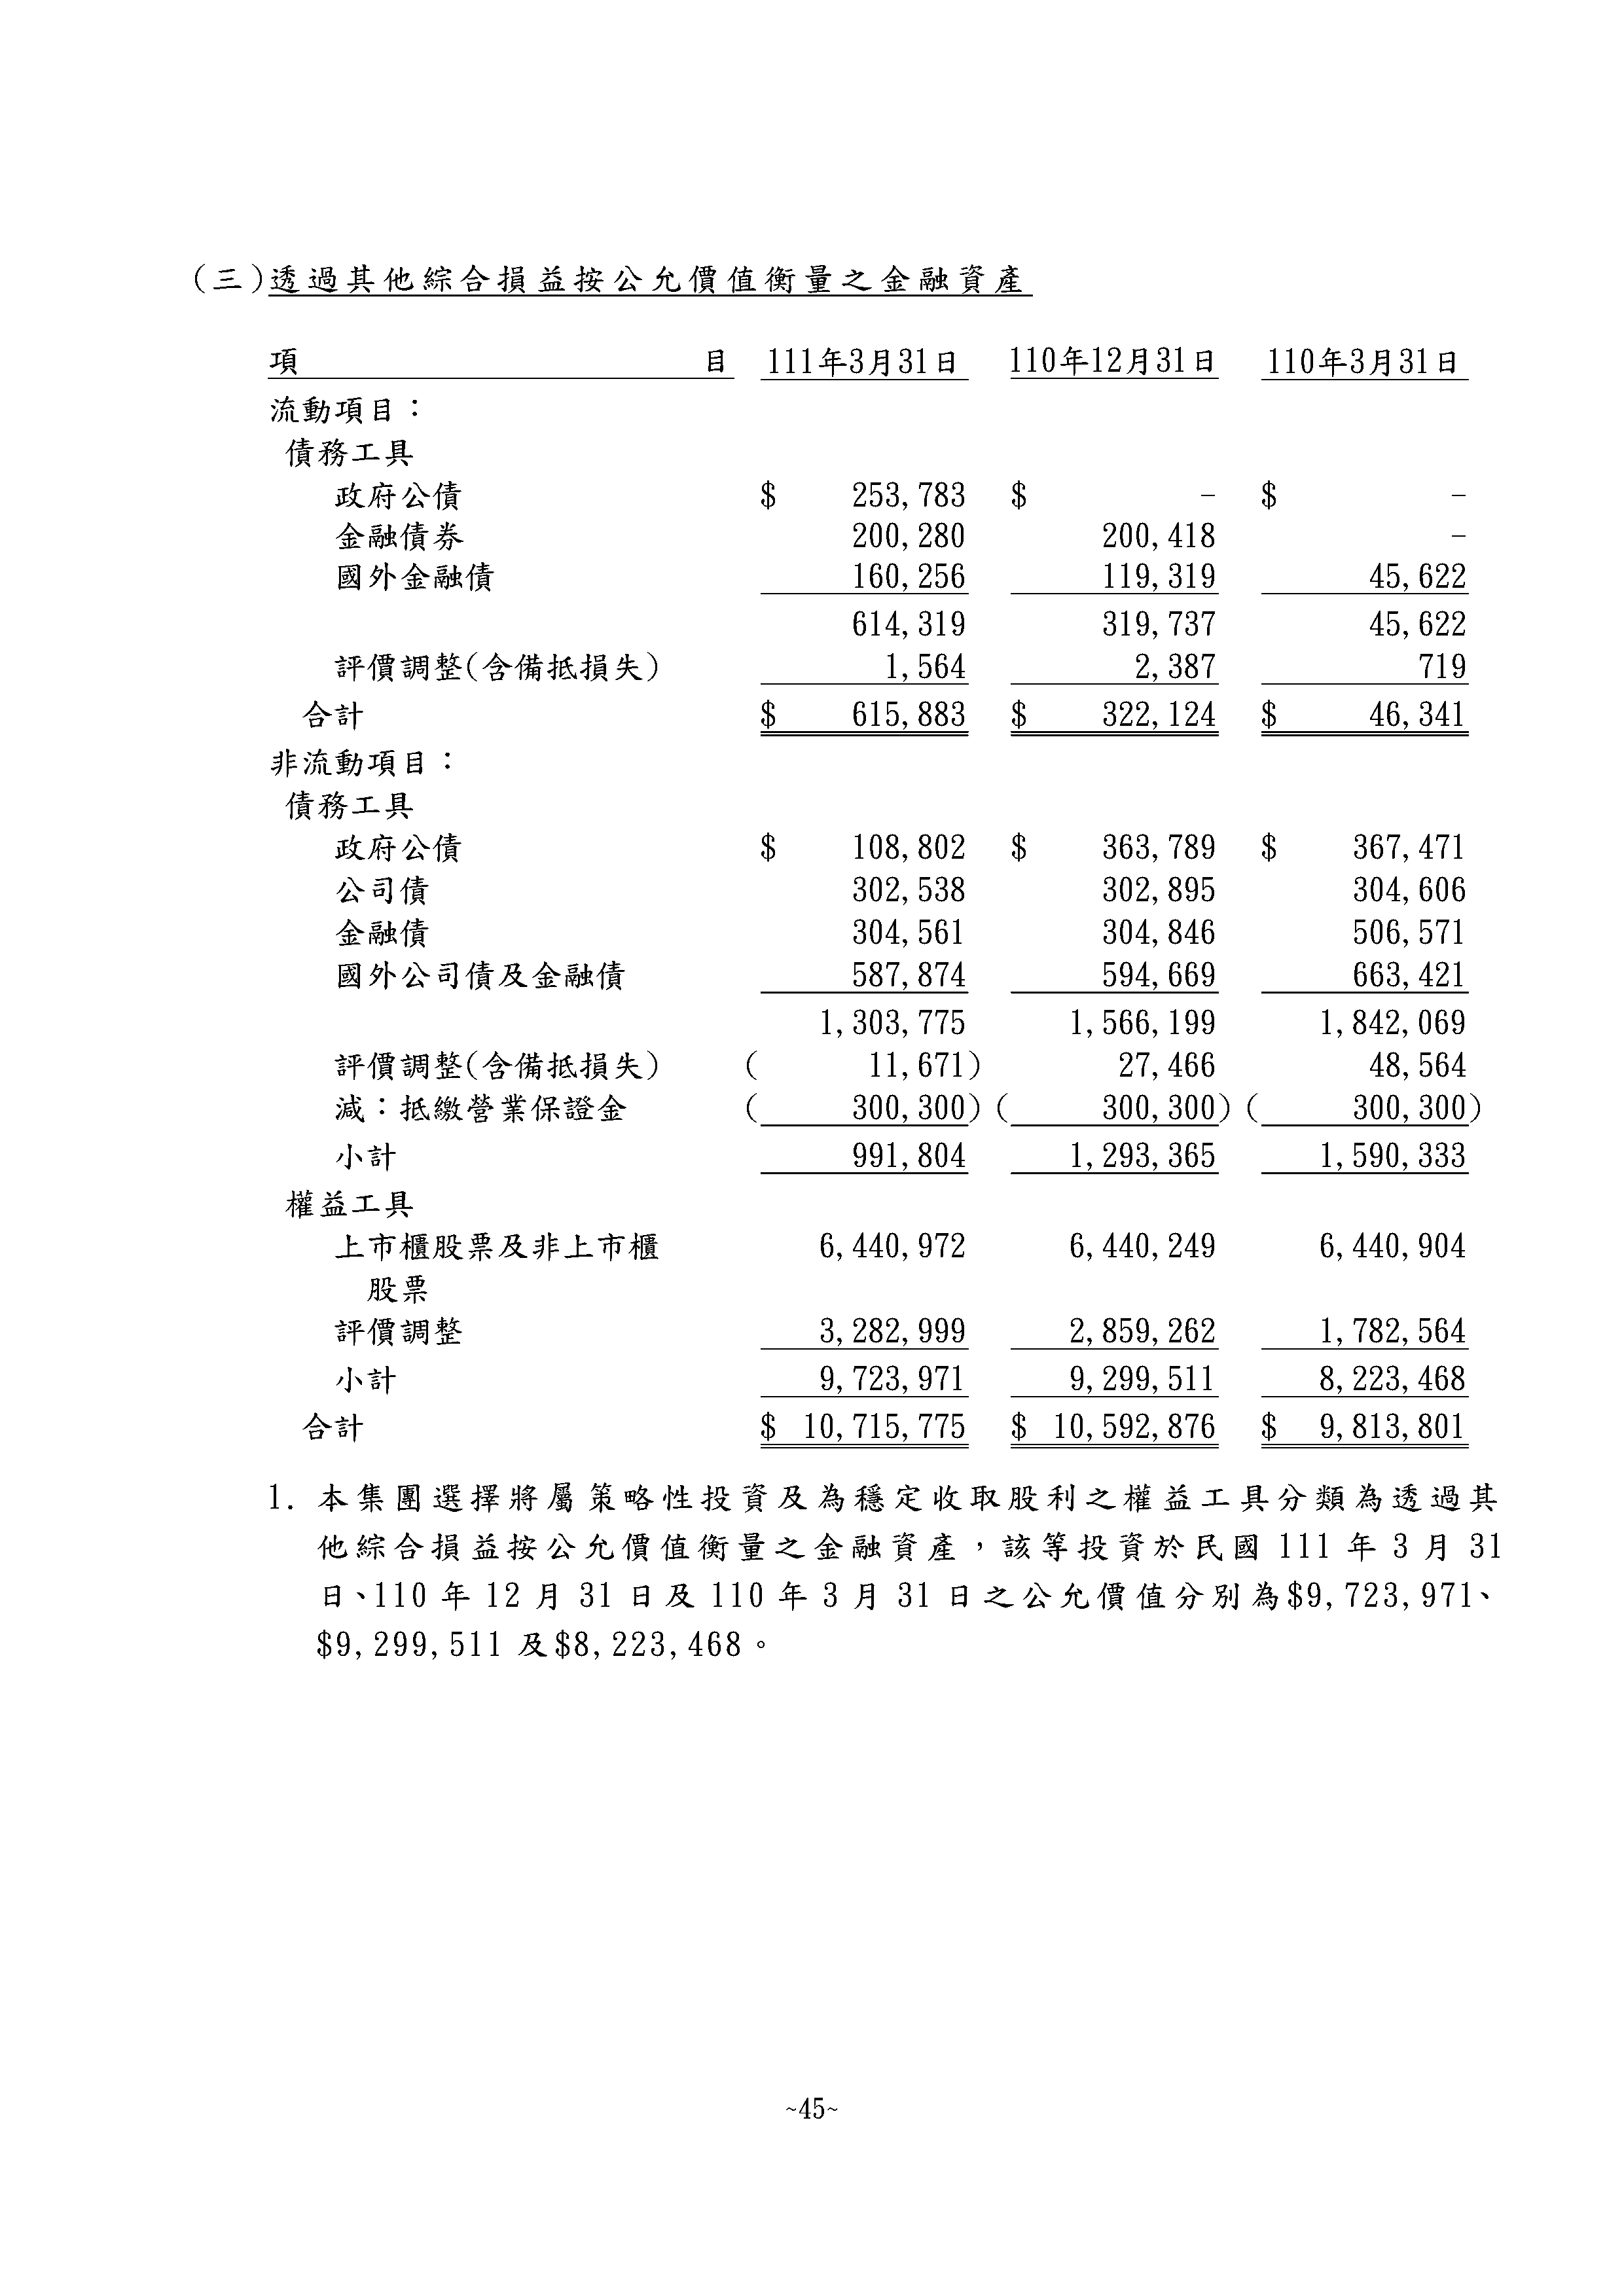 (三)透過其他綜合損益按公允價值衡量之金融資產
項 目 111年3月31日 110年12月31日 110年3月31日
流動項目：
債務工具
政府公債 $ 253,783 $ - $ -
金融債券 200,280 200,418 -
國外金融債 160,256 119,319 45,622
614,319 319,737 45,622
評價調整(含備抵損失) 1,564 2,387 719
合計 $ 615,883 $ 322,124 $ 46,341
非流動項目：
債務工具
政府公債 $ 108,802 $ 363,789 $ 367,471
公司債 302,538 302,895 304,606
金融債 304,561 304,846 506,571
國外公司債及金融債 587,874 594,669 663,421
1,303,775 1,566,199 1,842,069
評價調整(含備抵損失) ( 11,671) 27,466 48,564
減：抵繳營業保證金 ( 300,300) ( 300,300) ( 300,300)
小計 991,804 1,293,365 1,590,333
權益工具
上市櫃股票及非上市櫃 6,440,972 6,440,249 6,440,904
股票
評價調整 3,282,999 2,859,262 1,782,564
小計 9,723,971 9,299,511 8,223,468
合計 $ 10,715,775 $ 10,592,876 $ 9,813,801
1. 本集團選擇將屬策略性投資及為穩定收取股利之權益工具分類為透過其
他綜合損益按公允價值衡量之金融資產，該等投資於民國 111 年 3 月 31
日、110 年 12 月 31 日及 110 年 3 月 31 日之公允價值分別為$9,723,971、
$9,299,511 及$8,223,468。
~45~